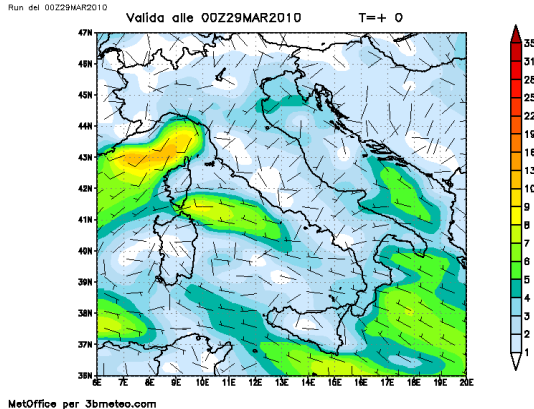 Run del 00Z29MAR2010
Valida alle 00Z29MAR2010 T=+ 0
47N
46N
45N
44N
43N
42N
41N
40N
39N
38N
37N
36N
6E 7E 8E 9E 10E 11E 12E 13E 14E 15E 16E 17E 18E 19E 20E
35
31
28
25
22
19
16
13
10
9
8
7
6
5
4
3
2
1
MetOffice per 3bmeteo.com